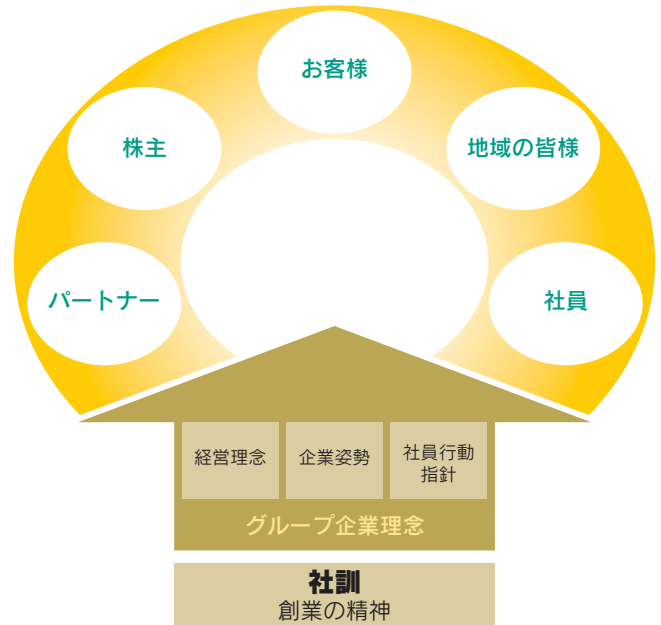 お客様
株主
地域の皆様
パートナー
社員
経営理念
企業姿勢
社員行動
指針
グループ企業理念
社訓
創業の精神